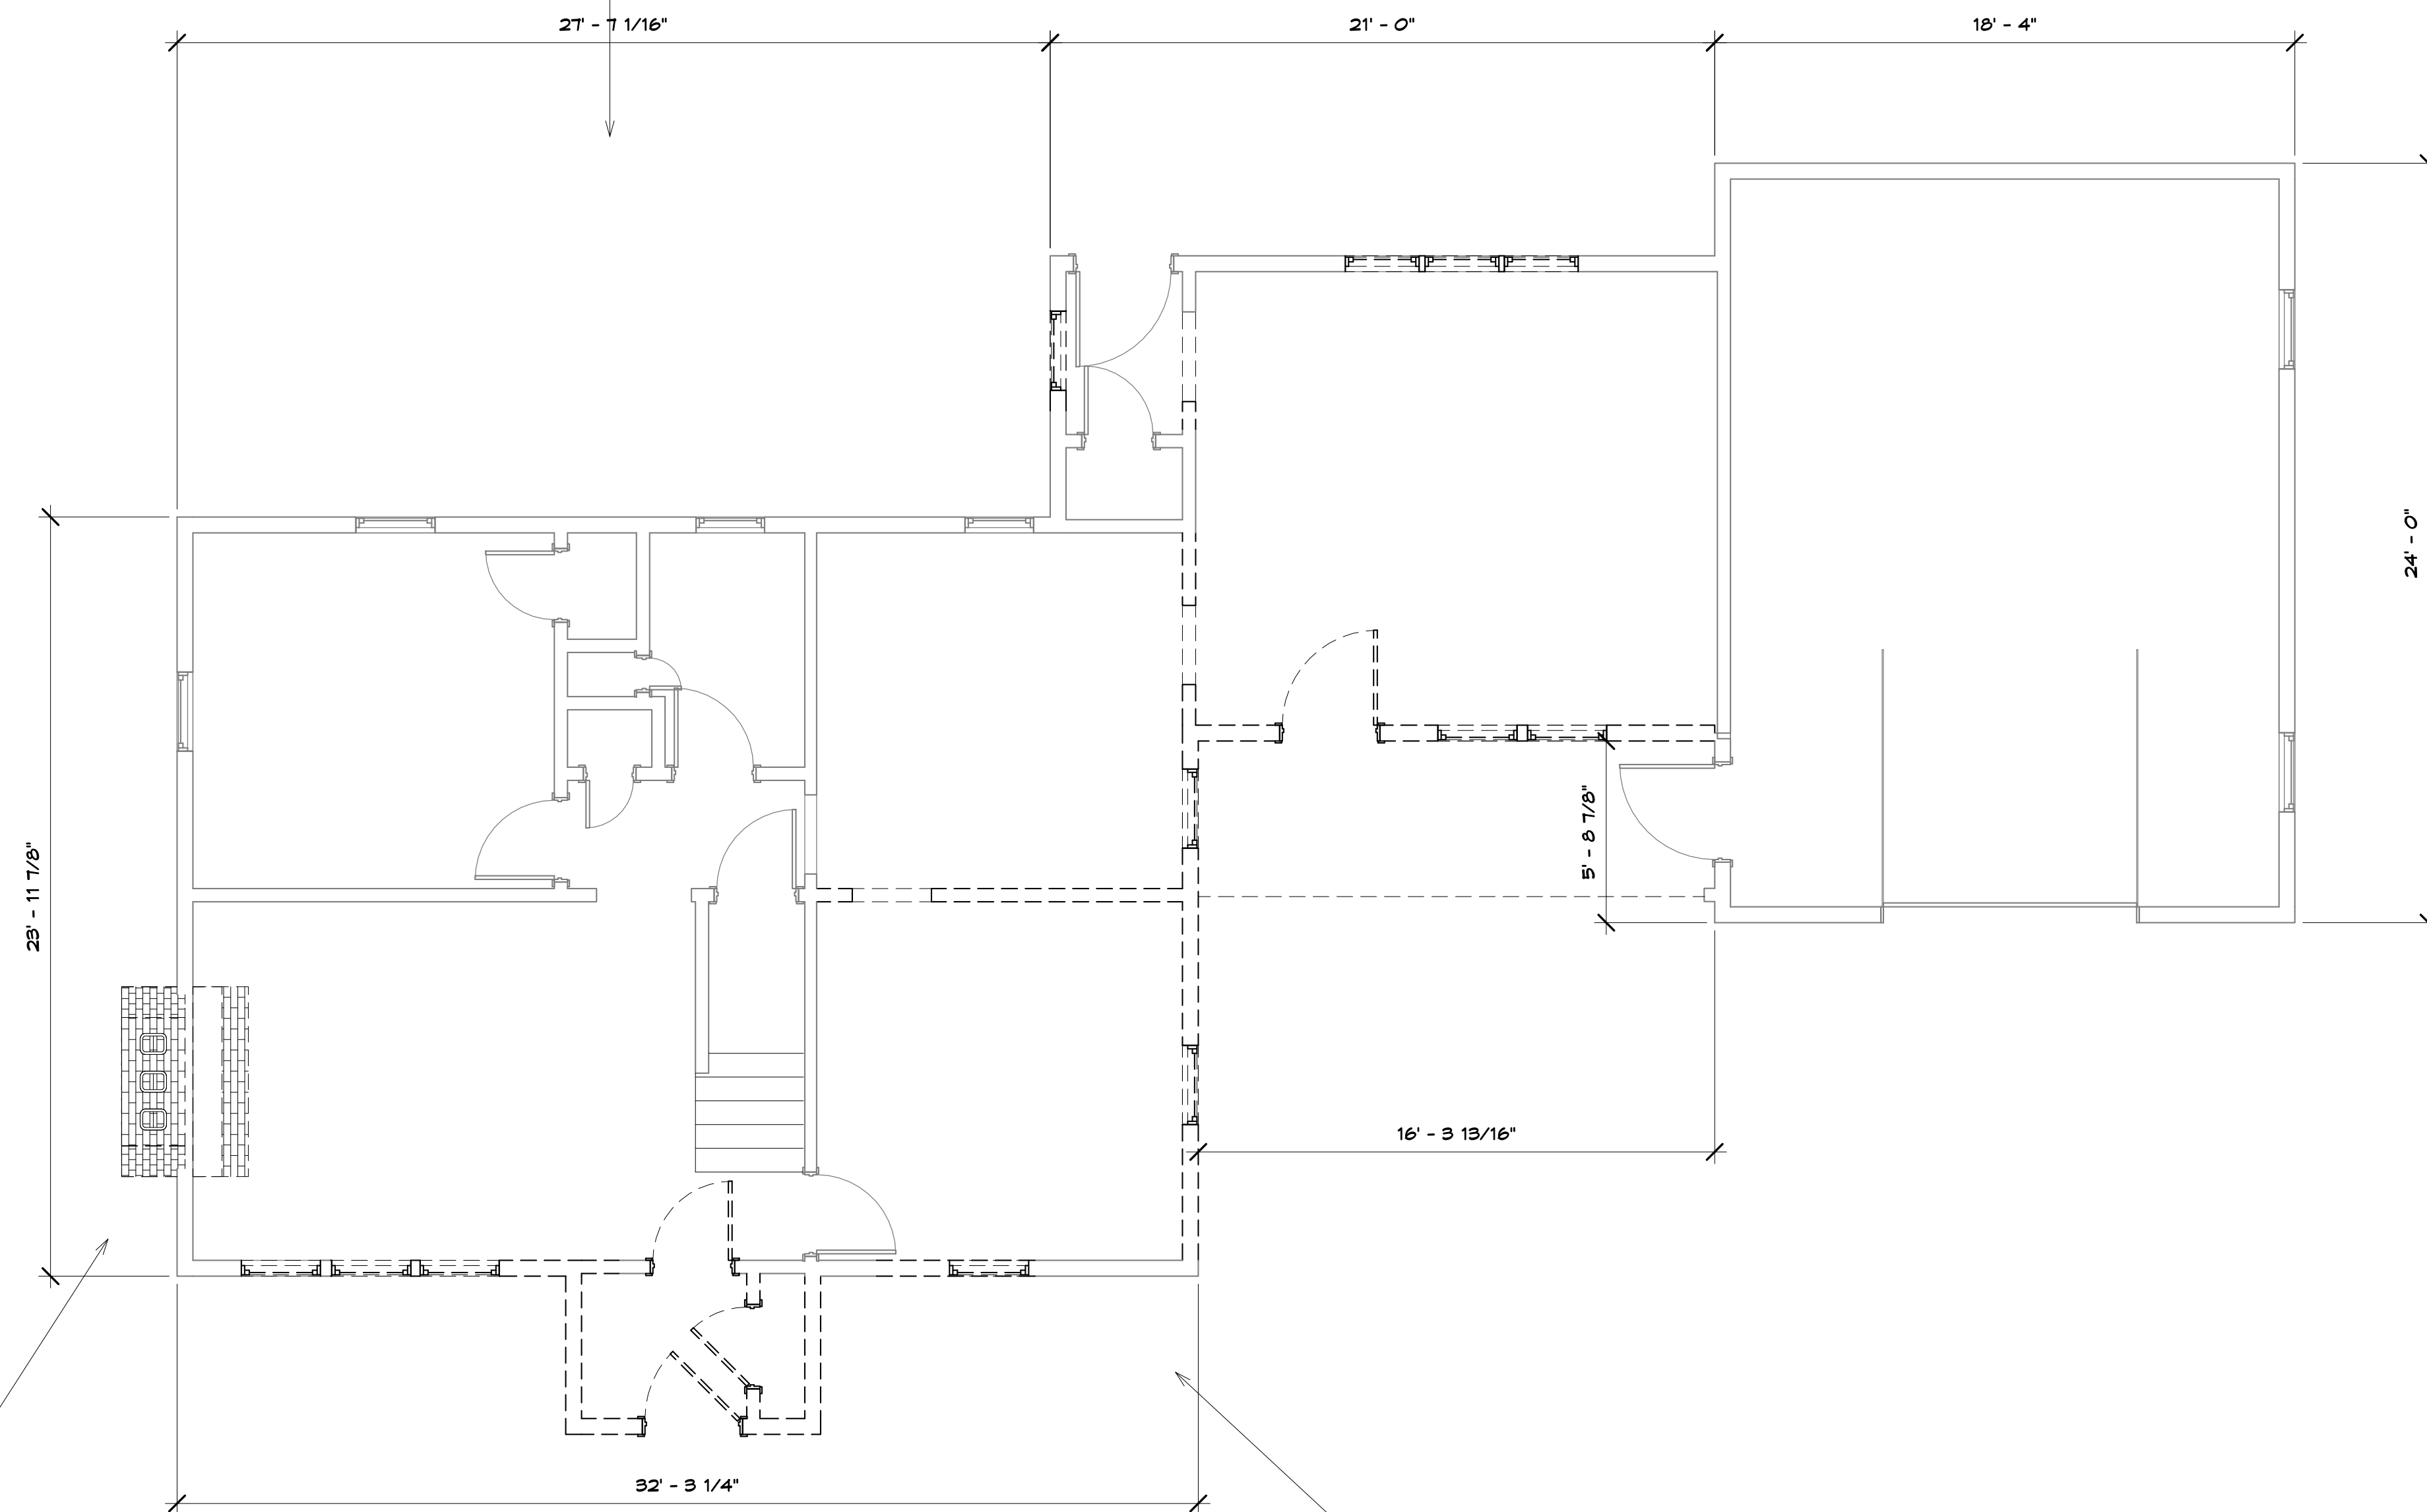 27' - 7 1/16"
21' - 0"
18' - 4"
24' - 0"
23' - 11 7/8"
5' - 8 7/8"
16' - 3 13/16"
32' - 3 1/4"